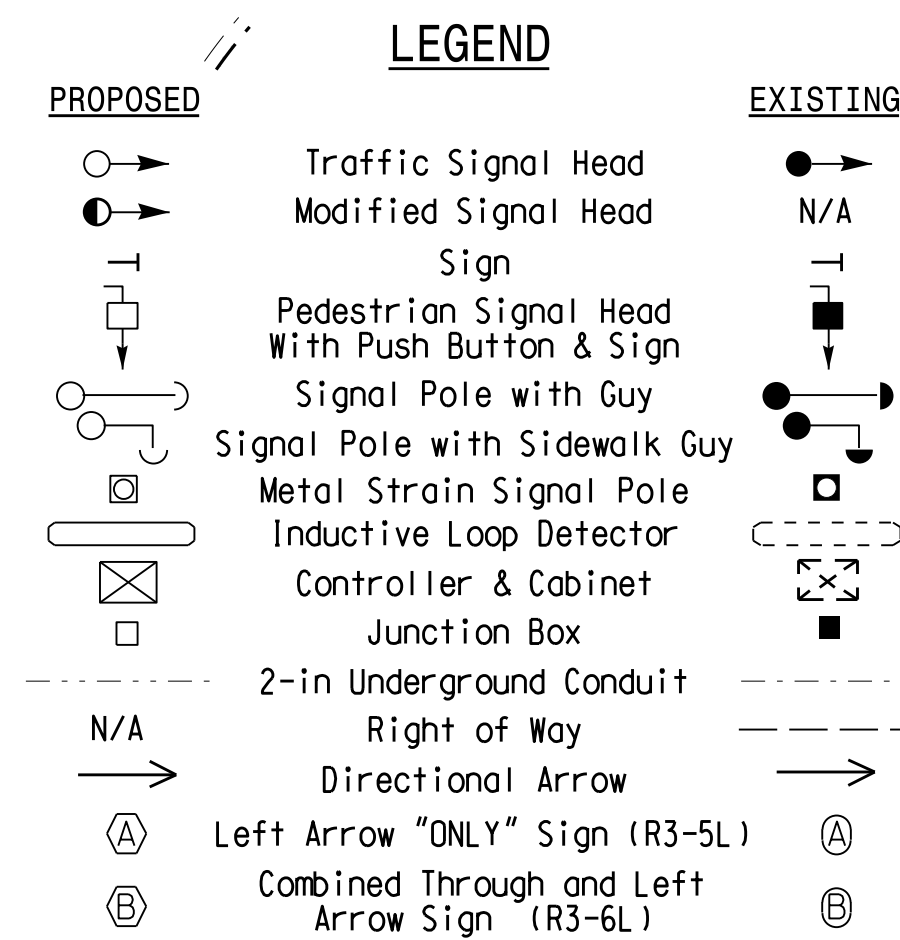 LEGEND
PROPOSED EXISTING
Traffic Signal Head
Modified Signal Head N/A
Sign
Pedestrian Signal Head
With Push Button & Sign
Signal Pole with Guy
Signal Pole with Sidewalk Guy
Metal Strain Signal Pole
Inductive Loop Detector
Controller & Cabinet
Junction Box
2-in Underground Conduit
N/A Right of Way
Directional Arrow
A Left Arrow "ONLY" Sign (R3-5L) A
Combined Through and Left
B Arrow Sign (R3-6L) B